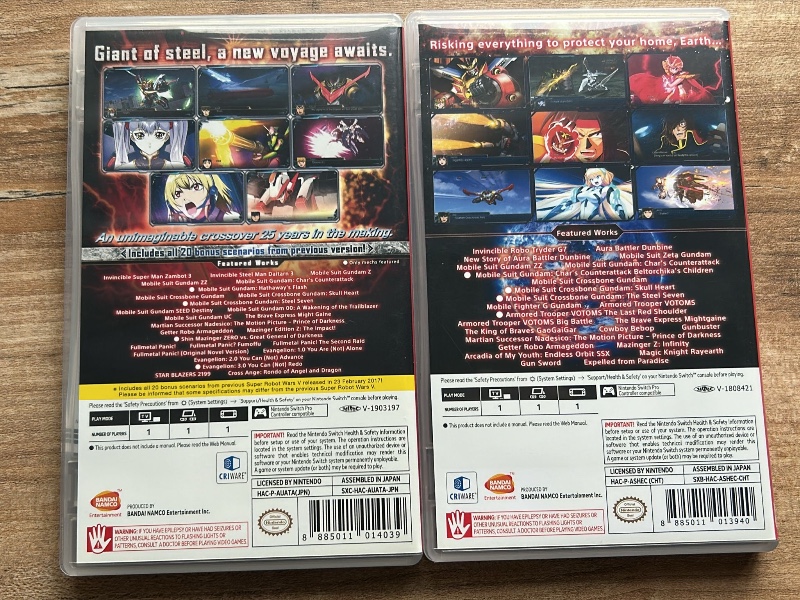 Giant of steel, a new voyage awaits.
An unimaginable crossover 25 years in the making.
Includes all 20 bonus scenarios from previous version!
Featured Works
● Only mechs featured
Invincible Super Man Zambot 3 Invincible Steel Man Daitarn 3 Mobile Suit Gundam Z
Mobile Suit Gundam ZZ Mobile Suit Gundam: Char's Counterattack
● Mobile Suit Gundam: Hathaway's Flash
Mobile Suit Crossbone Gundam Mobile Suit Crossbone Gundam: Skull Heart
● Mobile Suit Crossbone Gundam: Steel Seven
Mobile Suit Gundam SEED Destiny Mobile Suit Gundam 00: A Wakening of the Trailblazer
Mobile Suit Gundam UC The Brave Express Might Gaine
Martian Successor Nadesico: The Motion Picture - Prince of Darkness
Getter Robo Armageddon Mazinger Edition Z: The Impact!
● Shin Mazinger ZERO vs. Great General of Darkness
Fullmetal Panic! Fullmetal Panic? Fumoffu Fullmetal Panic! The Second Raid
Fullmetal Panic! [Original Novel Version] Evangelion: 1.0 You Are (Not) Alone
Evangelion: 2.0 You Can (Not) Advance
● Evangelion: 3.0 You Can (Not) Redo
STAR BLAZERS 2199 Cross Ange: Rondo of Angel and Dragon
● Includes all 20 bonus scenarios from previous Super Robot Wars V released in 23 February 2017!
Please be informed that some specifications may differ from the previous Super Robot Wars V.
Please read the 'Safety Precautions' from (System Settings) → 'Support/Health & Safety' on your Nintendo Switch™ console before playing.
PLAY MODE
NUMBER OF PLAYERS 1 1 1
Nintendo Switch Pro Controller compatible
V-1903197
● This product does not include a manual. Please read the Web Manual.
IMPORTANT! Read the Nintendo Switch Health & Safety information
before setup or use of your system. The operation instructions are
located in the system settings. The use of an unauthorized device or
software that enables technical modification may render this
software or your Nintendo Switch system permanently unplayable.
A game or system update (or both) may be required to play.
CRIWARE
LICENSED BY NINTENDO ASSEMBLED IN JAPAN
HAC-P-AUATA(JPN) SXC-HAC-AUATA-JPN
BANDAI NAMCO Entertainment
PRODUCED BY
BANDAI NAMCO Entertainment Inc.
WARNING: IF YOU HAVE EPILEPSY OR HAVE HAD SEIZURES OR
OTHER UNUSUAL REACTIONS TO FLASHING LIGHTS OR
PATTERNS, CONSULT A DOCTOR BEFORE PLAYING VIDEO GAMES.
8 885011 014039
Risking everything to protect your home, Earth...
Featured Works
Invincible Robo Tryder G7 Aura Battler Dunbine
New Story of Aura Battler Dunbine Mobile Suit Zeta Gundam
Mobile Suit Gundam ZZ Mobile Suit Gundam: Char's Counterattack
● Mobile Suit Gundam: Char's Counterattack Beltorchika's Children
Mobile Suit Crossbone Gundam
● Mobile Suit Crossbone Gundam: Skull Heart
● Mobile Suit Crossbone Gundam: The Steel Seven
Mobile Fighter G Gundam Armored Trooper VOTOMS
● Armored Trooper VOTOMS The Last Red Shoulder
Armored Trooper VOTOMS Big Battle The Brave Express Mightgaine
The King of Braves GaoGaiGar Cowboy Bebop Gunbuster
Martian Successor Nadesico: The Motion Picture - Prince of Darkness
Getter Robo Armageddon Mazinger Z: Infinity
Arcadia of My Youth: Endless Orbit SSX Magic Knight Rayearth
Gun Sword Expelled from Paradise
Please read the 'Safety Precautions' from (System Settings) → 'Support/Health & Safety' on your Nintendo Switch™ console before playing.
PLAY MODE
NUMBER OF PLAYERS 1 1 1
Nintendo Switch Pro Controller compatible
V-1808421
● This product does not include a manual. Please read the Web Manual.
IMPORTANT! Read the Nintendo Switch Health & Safety information
before setup or use of your system. The operation instructions are
located in the system settings. The use of an unauthorized device or
software that enables technical modification may render this
software or your Nintendo Switch system permanently unplayable.
A game or system update (or both) may be required to play.
CRIWARE
BANDAI NAMCO Entertainment
PRODUCED BY
BANDAI NAMCO Entertainment Inc.
LICENSED BY NINTENDO ASSEMBLED IN JAPAN
HAC-P-ASHEC (CHT) SXB-HAC-ASHEC-CHT
WARNING: IF YOU HAVE EPILEPSY OR HAVE HAD SEIZURES OR
OTHER UNUSUAL REACTIONS TO FLASHING LIGHTS OR
PATTERNS, CONSULT A DOCTOR BEFORE PLAYING VIDEO GAMES.
8 885011 013940